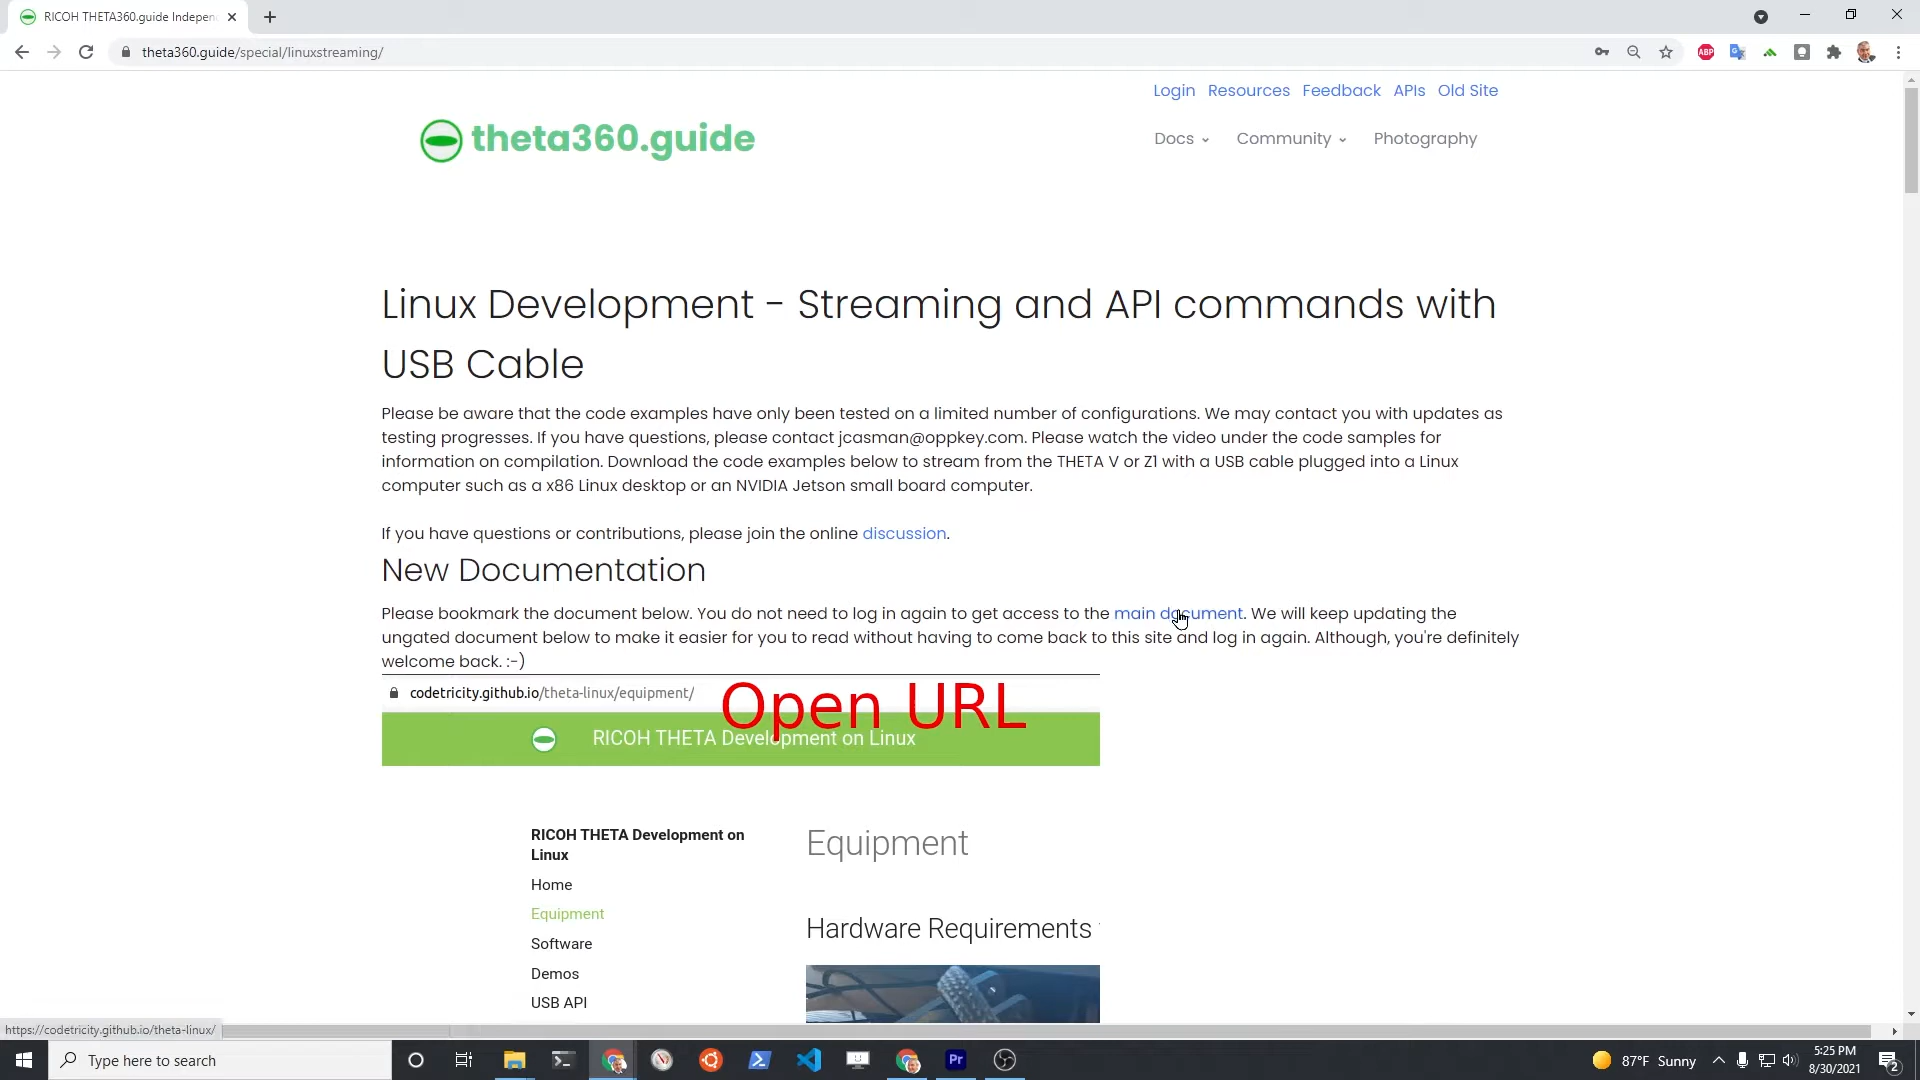 RICOH THETA360.guide Indepen
theta360.guide/special/linuxstreaming/
ABP
Login Resources Feedback APIs Old Site
theta360.guide
Docs Community Photography
Linux Development - Streaming and API commands with
USB Cable
Please be aware that the code examples have only been tested on a limited number of configurations. We may contact you with updates as
testing progresses. If you have questions, please contact jcasman@oppkey.com. Please watch the video under the code samples for
information on compilation. Download the code examples below to stream from the THETA V or Z1 with a USB cable plugged into a Linux
computer such as a x86 Linux desktop or an NVIDIA Jetson small board computer.
If you have questions or contributions, please join the online discussion.
New Documentation
Please bookmark the document below. You do not need to log in again to get access to the main document. We will keep updating the
ungated document below to make it easier for you to read without having to come back to this site and log in again. Although, you're definitely
welcome back. :-)
codetricity.github.io/theta-linux/equipment/
Open URL
RICOH THETA Development on Linux
RICOH THETA Development on
Linux
Home
Equipment
Software
Demos
USB API
Equipment
Hardware Requirements
https://codetricity.github.io/theta-linux/
Type here to search
Pr
87°F Sunny
5:25 PM
8/30/2021
2